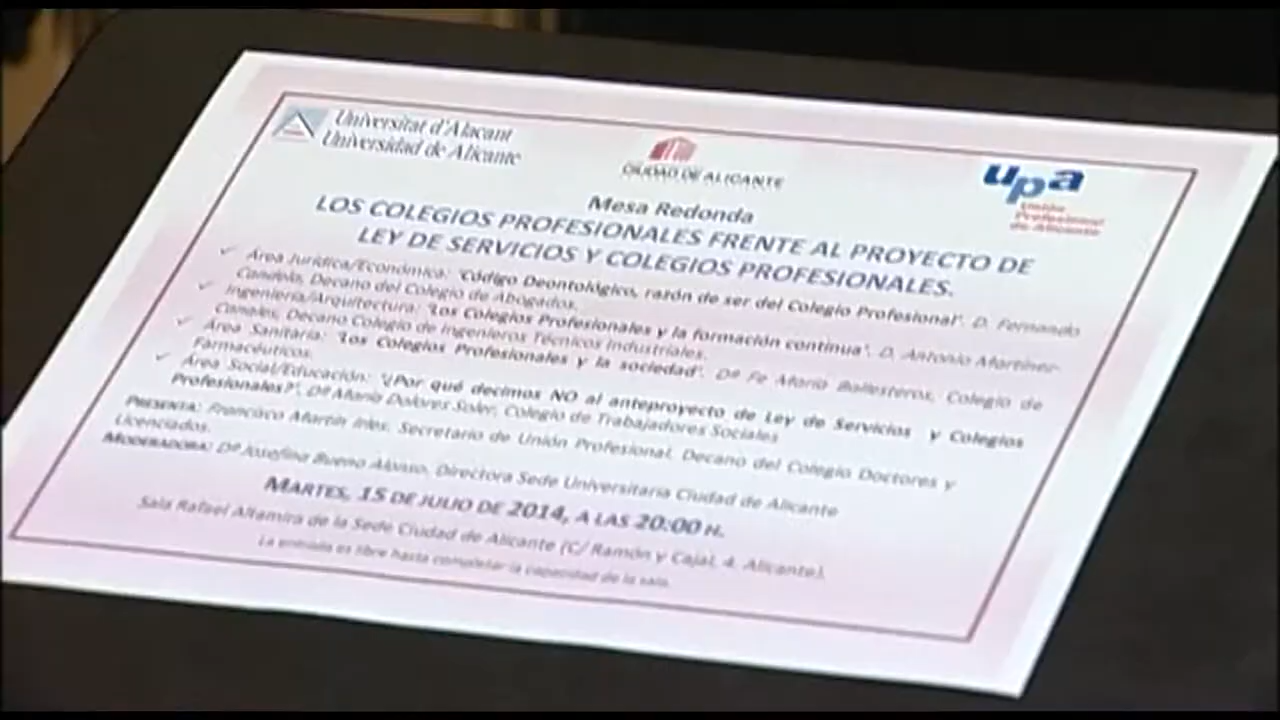 Universitat d'Alacant
Universidad de Alicante
CIUDAD DE ALICANTE
upa
Unión
Profesional
de Alicante
Mesa Redonda
LOS COLEGIOS PROFESIONALES FRENTE AL PROYECTO DE
LEY DE SERVICIOS Y COLEGIOS PROFESIONALES.
✓ Área Jurídica/Económica: "Código Deontológico, razón de ser del Colegio Profesional". D. Fernando
Candela, Decano del Colegio de Abogados.
✓ Ingeniería/Arquitectura: "Los Colegios Profesionales y la formación continua". D. Antonio Martínez-
Canales, Decano Colegio de Ingenieros Técnicos Industriales.
✓ Área Sanitaria: "Los Colegios Profesionales y la sociedad". Dª Fe María Ballesteros, Colegio de
Farmacéuticos.
✓ Área Social/Educación: "¿Por qué decimos NO al anteproyecto de Ley de Servicios y Colegios
Profesionales?", Dª María Dolores Soler, Colegio de Trabajadores Sociales
PRESENTA: Francisco Martín Irles. Secretario de Unión Profesional. Decano del Colegio Doctores y
Licenciados.
MODERADORA: Dª Josefina Bueno Alonso, Directora Sede Universitaria Ciudad de Alicante
MARTES, 15 DE JULIO DE 2014, A LAS 20:00 H.
Sala Rafael Altamira de la Sede Ciudad de Alicante (C/ Ramón y Cajal, 4. Alicante).
La entrada es libre hasta completar la capacidad de la sala.